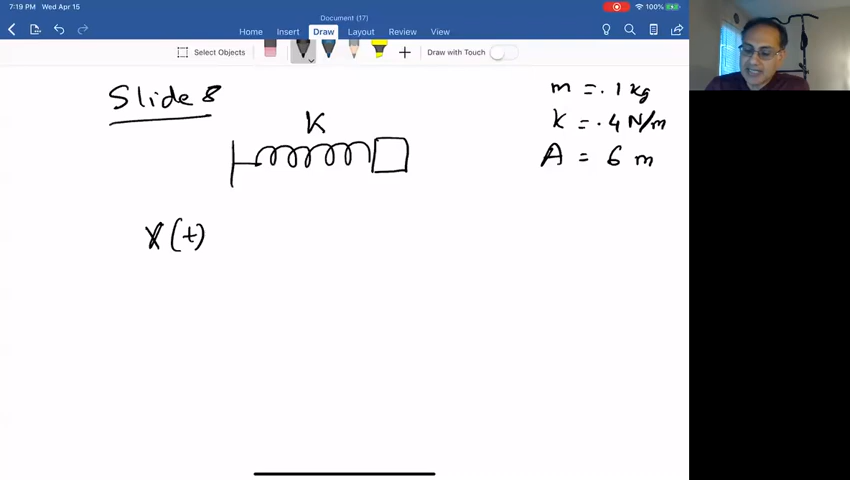 7:19 PM Wed Apr 15
100%
Document (17)
Home Insert Draw Layout Review View
Select Objects
Draw with Touch
Slide 8
K
m = .1 kg
K = .4 N/m
A = 6 m
x(t)